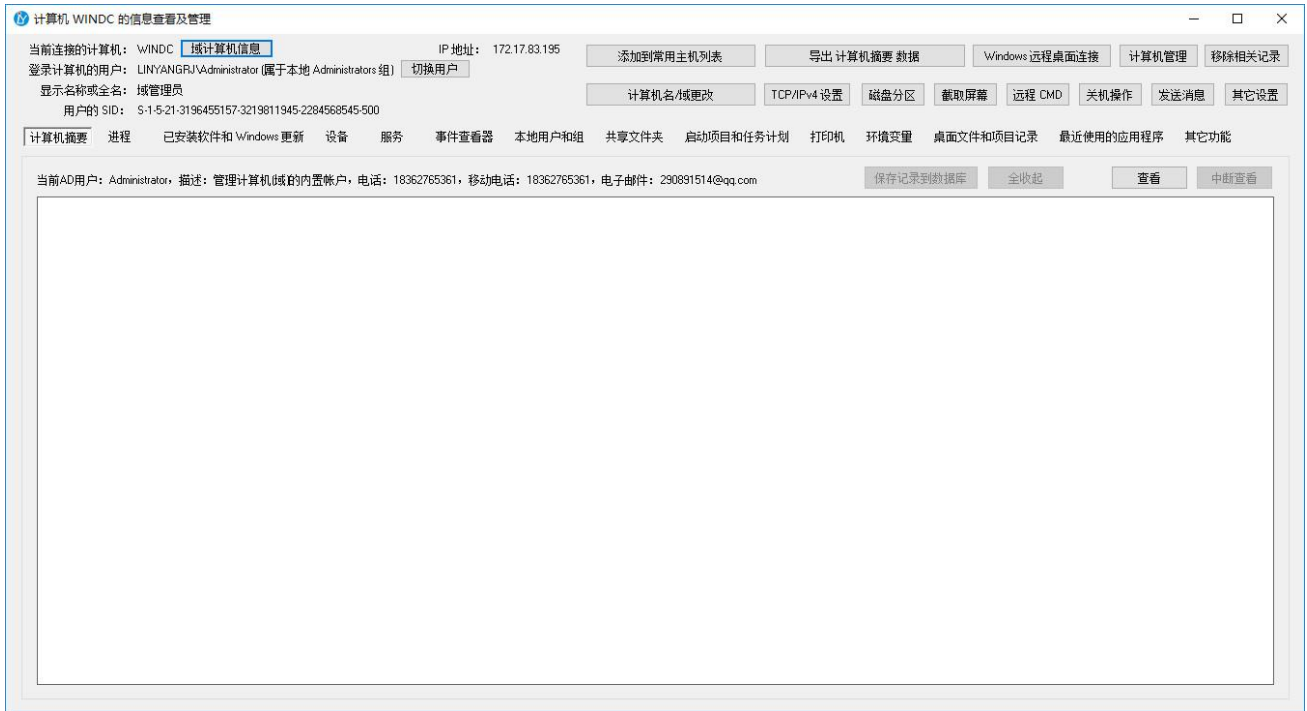 计算机 WINDC 的信息查看及管理
当前连接的计算机： WINDC 域计算机信息 IP 地址： 172.17.83.195 添加到常用主机列表 导出 计算机摘要 数据 Windows 远程桌面连接 计算机管理 移除相关记录
登录计算机的用户： LINYANGRJ\Administrator (属于本地 Administrators 组) 切换用户
显示名称或全名： 域管理员 计算机名/域更改 TCP/IPv4 设置 磁盘分区 截取屏幕 远程 CMD 关机操作 发送消息 其它设置
用户的 SID： S-1-5-21-3196455157-3219811945-2284568545-500
计算机摘要 进程 已安装软件和 Windows 更新 设备 服务 事件查看器 本地用户和组 共享文件夹 启动项目和任务计划 打印机 环境变量 桌面文件和项目记录 最近使用的应用程序 其它功能
当前AD用户：Administrator，描述：管理计算机(域)的内置帐户，电话：18362765361，移动电话：18362765361，电子邮件：290891514@qq.com 保存记录到数据库 全收起 查看 中断查看